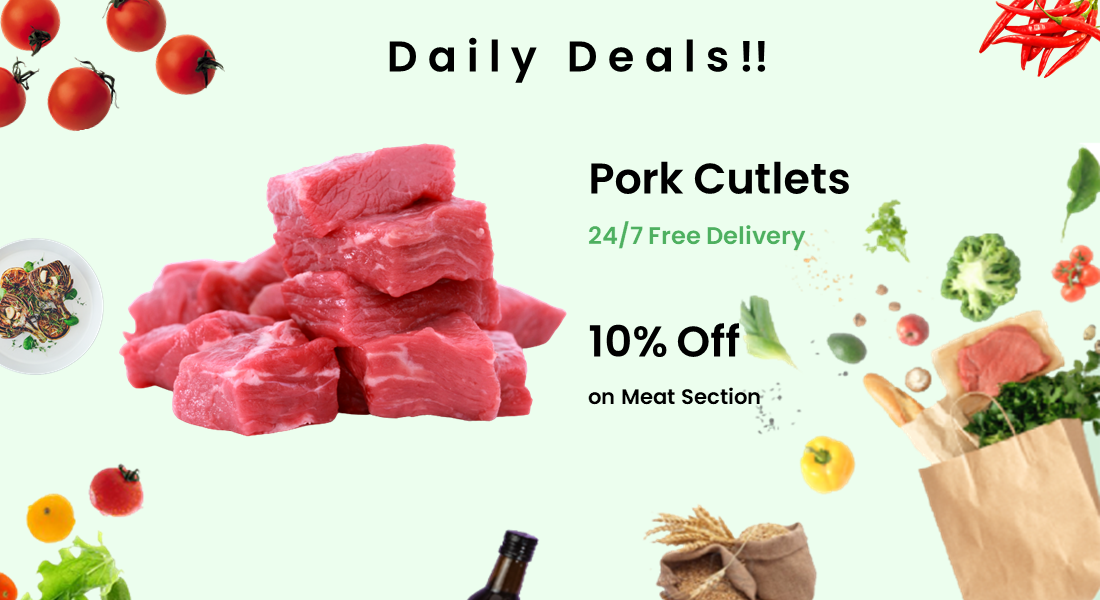 Daily Deals!!
Pork Cutlets
24/7 Free Delivery
10% Off
on Meat Section